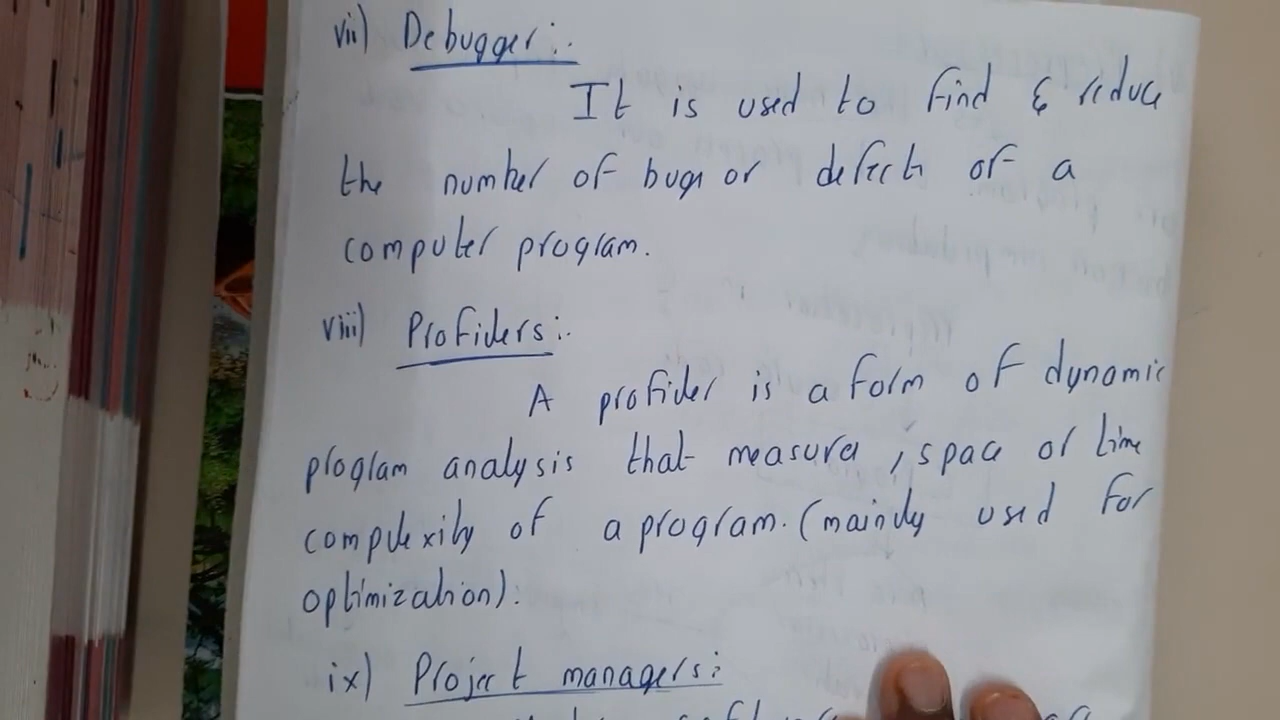 vii) Debugger:.
It is used to find & reduce
the number of bugs or defects of a
computer program.
viii) Profilers:.
A profiler is a form of dynamic
program analysis that measures, space or time
complexity of a program. (mainly used for
optimization).
ix) Project managers: